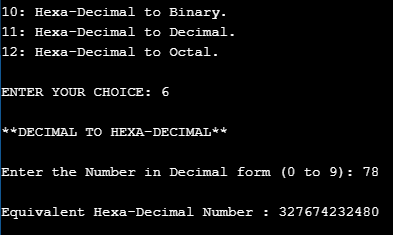 10: Hexa-Decimal to Binary.
11: Hexa-Decimal to Decimal.
12: Hexa-Decimal to Octal.
ENTER YOUR CHOICE: 6
**DECIMAL TO HEXA-DECIMAL**
Enter the Number in Decimal form (0 to 9): 78
Equivalent Hexa-Decimal Number : 327674232480